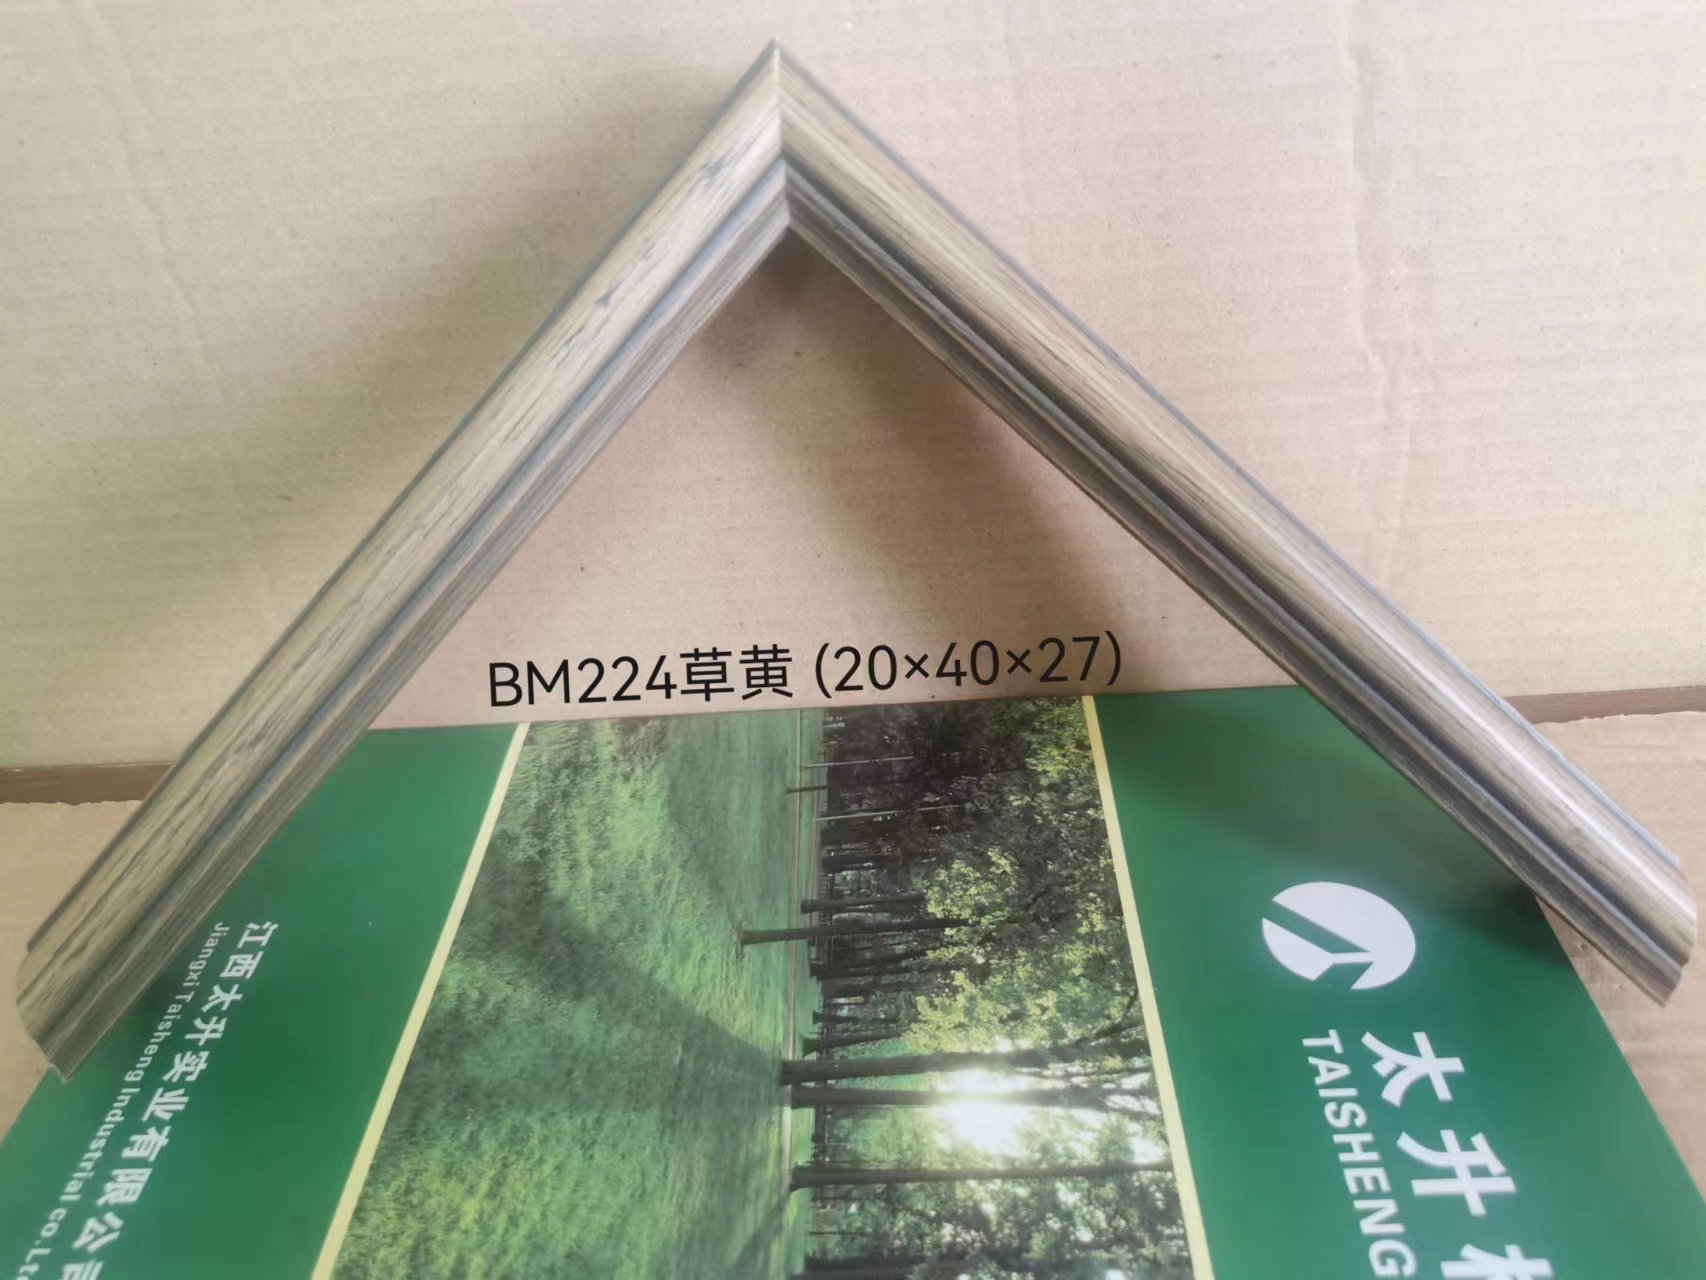 BM224草黄 (20×40×27)
江西太升实业有限公司
Jiangxi Taisheng Industrial co.Lt
太升
TAISHENG